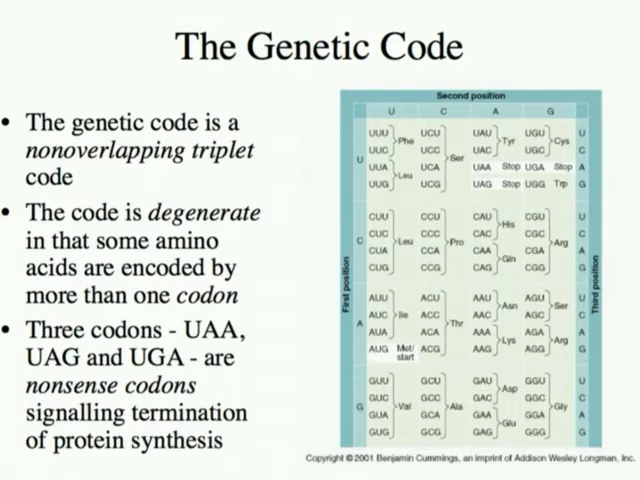 The Genetic Code
• The genetic code is a
nonoverlapping triplet
code
• The code is degenerate
in that some amino
acids are encoded by
more than one codon
• Three codons - UAA,
UAG and UGA - are
nonsense codons
signalling termination
of protein synthesis
Second position
U C A G
First position
Third position
U
UUU UCU UAU UGU U
Phe Tyr Cys
UUC UCC UAC UGC C
Ser
UUA UCA UAA Stop UGA Stop A
Leu
UUG UCG UAG Stop UGG Trp G
C
CUU CCU CAU CGU U
His
CUC CCC CAC CGC C
Leu Pro Arg
CUA CCA CAA CGA A
Gln
CUG CCG CAG CGG G
A
AUU ACU AAU AGU U
Asn Ser
AUC Ile ACC AAC AGC C
Thr
AUA ACA AAA AGA A
Lys Arg
AUG Met/ ACG AAG AGG G
start
G
GUU GCU GAU GGU U
Asp
GUC GCC GAC GGC C
Val Ala Gly
GUA GCA GAA GGA A
Glu
GUG GCG GAG GGG G
Copyright ©2001 Benjamin Cummings, an imprint of Addison Wesley Longman, Inc.